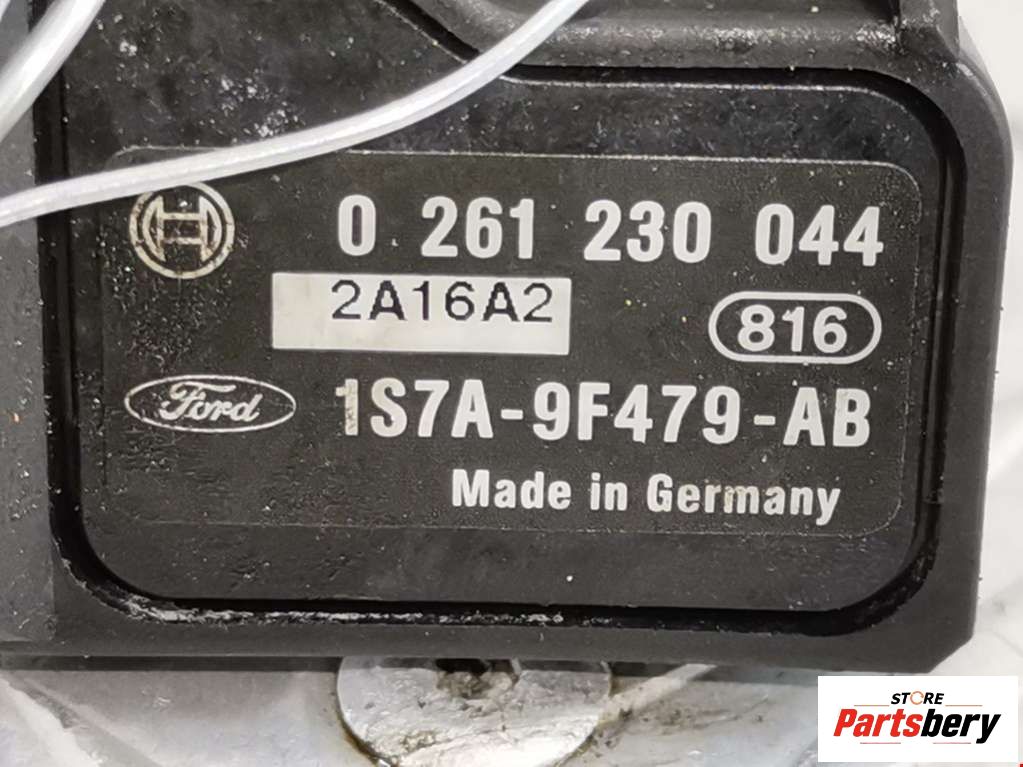 0 261 230 044
2A16A2
816
Ford
1S7A-9F479-AB
Made in Germany
STORE
Partsbery